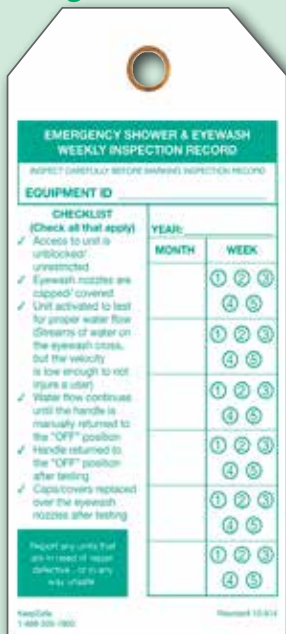 EMERGENCY SHOWER & EYEWASH
WEEKLY INSPECTION RECORD
INSPECT CAREFULLY BEFORE MARKING INSPECTION RECORD
EQUIPMENT ID
CHECKLIST
(Check all that apply)
✓ Access to unit is
unblocked/
unrestricted
✓ Eyewash nozzles are
capped/ covered
✓ Unit activated to test
for proper water flow
(Streams of water on
the eyewash cross,
but the velocity
is low enough to not
injure a user)
✓ Water flow continues
until the handle is
manually returned to
the "OFF" position
✓ Handle returned to
the "OFF" position
after testing
✓ Caps/covers replaced
over the eyewash
nozzles after testing
Report any units that
are in need of repair
defective, or in any
way unsafe
YEAR:
MONTH WEEK
① ② ③
④ ⑤
① ② ③
④ ⑤
① ② ③
④ ⑤
① ② ③
④ ⑤
① ② ③
④ ⑤
① ② ③
④ ⑤
KeepSafe